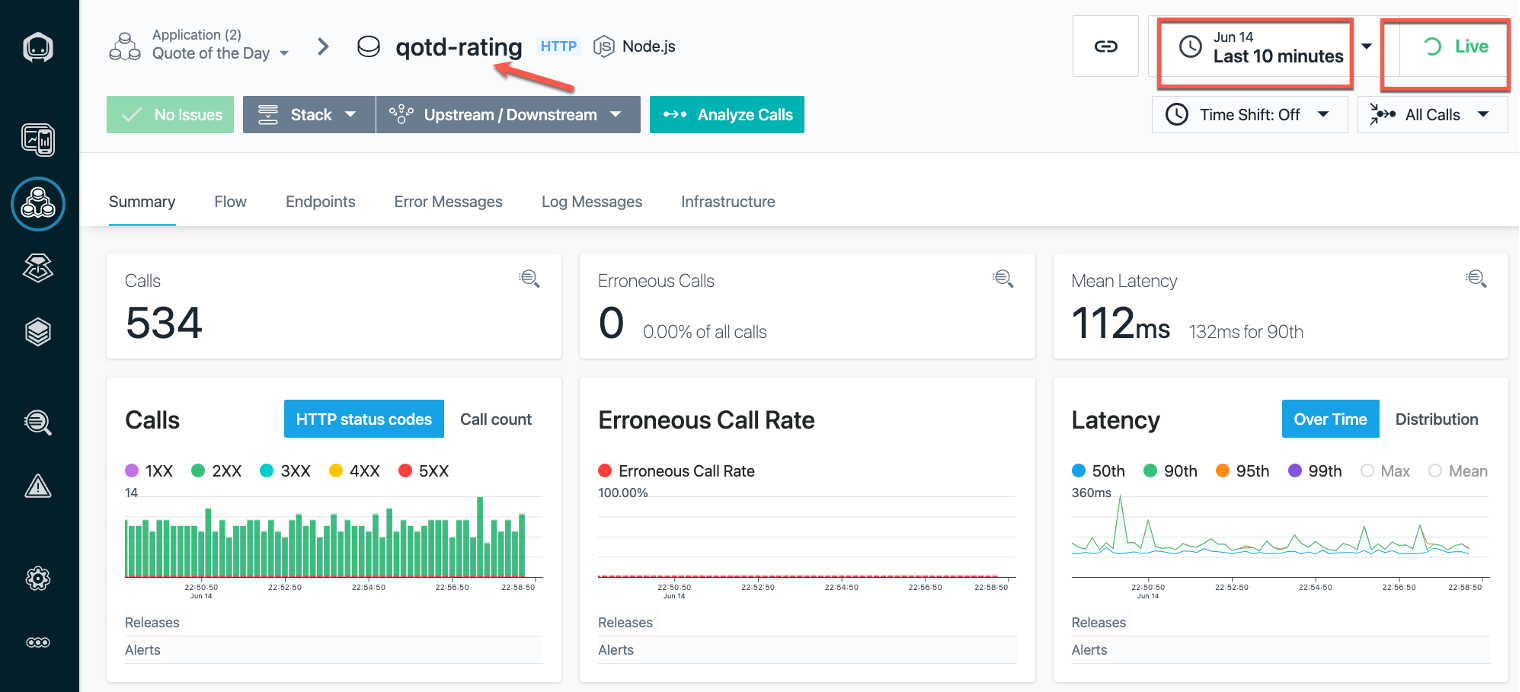 Application (2)
Quote of the Day
qotd-rating
HTTP
JS
Node.js
Jun 14
Last 10 minutes
Live
No Issues
Stack
Upstream / Downstream
Analyze Calls
Time Shift: Off
All Calls
Summary
Flow
Endpoints
Error Messages
Log Messages
Infrastructure
Calls
534
Erroneous Calls
0
0.00% of all calls
Mean Latency
112ms
132ms for 90th
Calls
HTTP status codes
Call count
1XX
2XX
3XX
4XX
5XX
14
22:50:50
22:52:50
22:54:50
22:56:50
22:58:50
Jun 14
Releases
Alerts
Erroneous Call Rate
Erroneous Call Rate
100.00%
22:50:50
22:52:50
22:54:50
22:56:50
22:58:50
Jun 14
Releases
Alerts
Latency
Over Time
Distribution
50th
90th
95th
99th
Max
Mean
360ms
22:50:50
22:52:50
22:54:50
22:56:50
22:58:50
Jun 14
Releases
Alerts